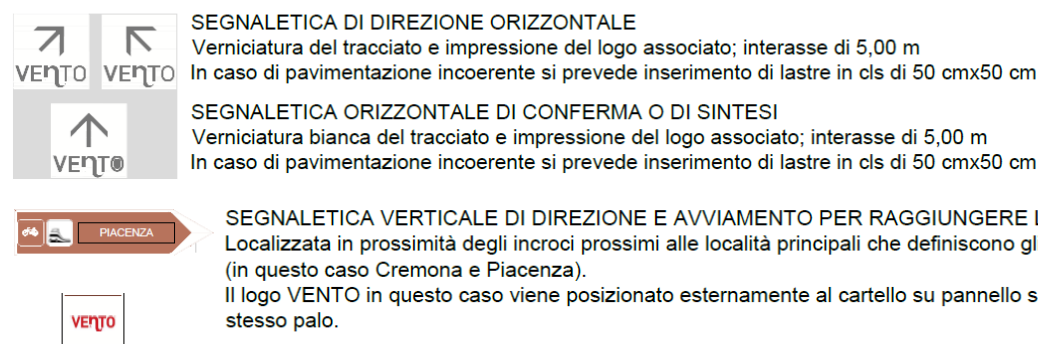 SEGNALETICA DI DIREZIONE ORIZZONTALE
Verniciatura del tracciato e impressione del logo associato; interasse di 5,00 m
VENTO VENTO
In caso di pavimentazione incoerente si prevede inserimento di lastre in cls di 50 cmx50 cm
SEGNALETICA ORIZZONTALE DI CONFERMA O DI SINTESI
Verniciatura bianca del tracciato e impressione del logo associato; interasse di 5,00 m
VENTO
In caso di pavimentazione incoerente si prevede inserimento di lastre in cls di 50 cmx50 cm
SEGNALETICA VERTICALE DI DIREZIONE E AVVIAMENTO PER RAGGIUNGERE
PIACENZA
Localizzata in prossimità degli incroci prossimi alle località principali che definiscono
(in questo caso Cremona e Piacenza).
Il logo VENTO in questo caso viene posizionato esternamente al cartello su pannello
VENTO
stesso palo.